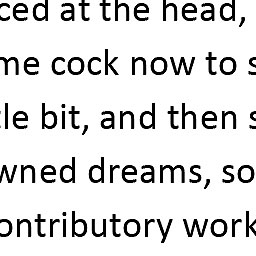 ced at the head,
me cock now to s
le bit, and then s
wned dreams, so
ontributory work